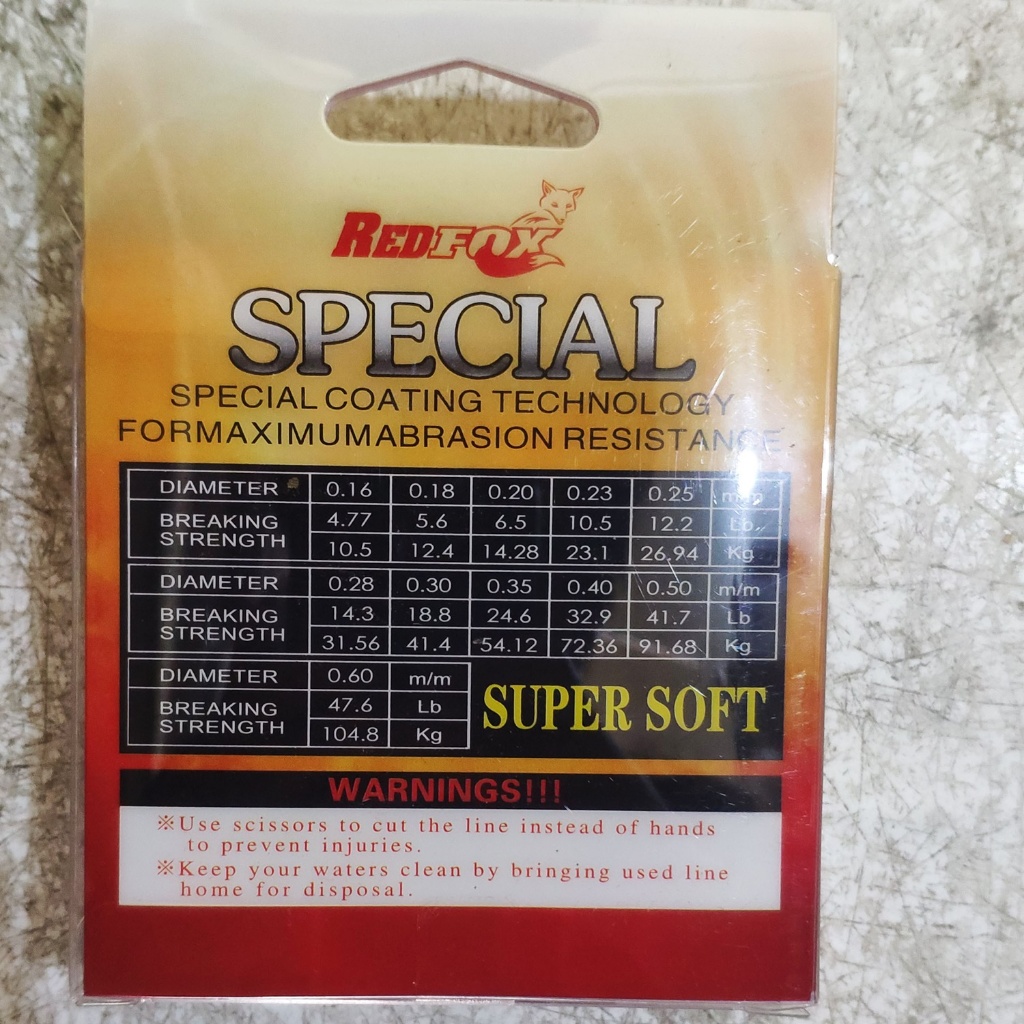 REDFOX
SPECIAL
SPECIAL COATING TECHNOLOGY
FORMAXIMUMABRASION RESISTANCE.
DIAMETER 0.16 0.18 0.20 0.23 0.25 m/m
BREAKING STRENGTH 4.77 5.6 6.5 10.5 12.2 Lb
10.5 12.4 14.28 23.1 26.94 Kg
DIAMETER 0.28 0.30 0.35 0.40 0.50 m/m
BREAKING STRENGTH 14.3 18.8 24.6 32.9 41.7 Lb
31.56 41.4 54.12 72.36 91.68 Kg
DIAMETER 0.60 m/m
BREAKING STRENGTH 47.6 Lb
104.8 Kg
SUPER SOFT
WARNINGS!!!
※Use scissors to cut the line instead of hands
to prevent injuries.
※Keep your waters clean by bringing used line
home for disposal.